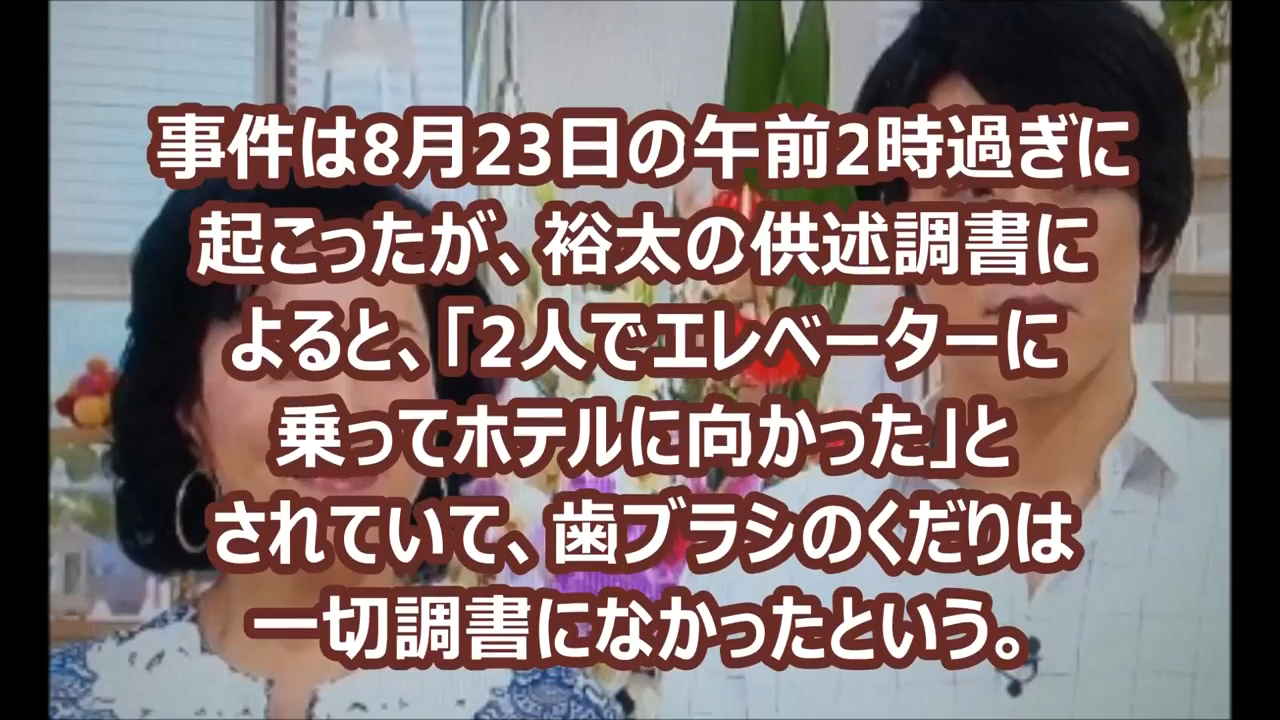 事件は8月23日の午前2時過ぎに
起こったが、裕太の供述調書に
よると、「2人でエレベーターに
乗ってホテルに向かった」と
されていて、歯ブラシのくだりは
一切調書になかったという。